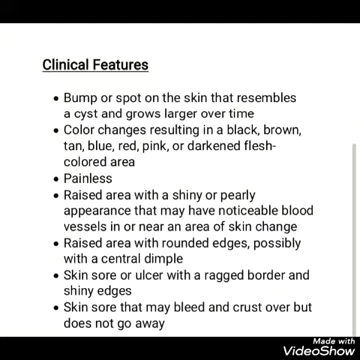 Clinical Features
• Bump or spot on the skin that resembles
a cyst and grows larger over time
• Color changes resulting in a black, brown,
tan, blue, red, pink, or darkened flesh-
colored area
• Painless
• Raised area with a shiny or pearly
appearance that may have noticeable blood
vessels in or near an area of skin change
• Raised area with rounded edges, possibly
with a central dimple
• Skin sore or ulcer with a ragged border and
shiny edges
• Skin sore that may bleed and crust over but
does not go away
Made with
VideoShow